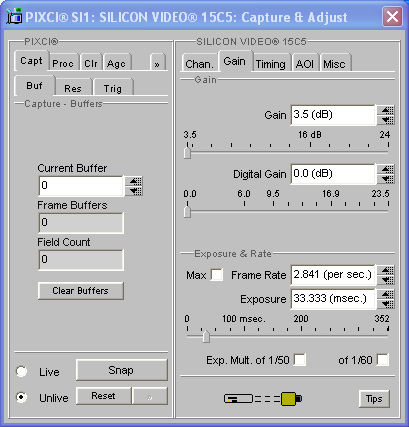 PIXCI® SI1: SILICON VIDEO® 15C5: Capture & Adjust
PIXCI®
Capt Proc Clr Agc »
Buf Res Trig
Capture - Buffers
Current Buffer
0
Frame Buffers
0
Field Count
0
Clear Buffers
Live
Snap
Unlive
Reset »
SILICON VIDEO® 15C5
Chan. Gain Timing AOI Misc
Gain
Gain 3.5 (dB)
3.5 16 dB 24
Digital Gain 0.0 (dB)
0.0 6.0 9.5 16.9 23.5
Exposure & Rate
Max Frame Rate 2.841 (per sec.)
Exposure 33.333 (msec.)
0 100 msec. 200 352
Exp. Mult. of 1/50 of 1/60
Tips